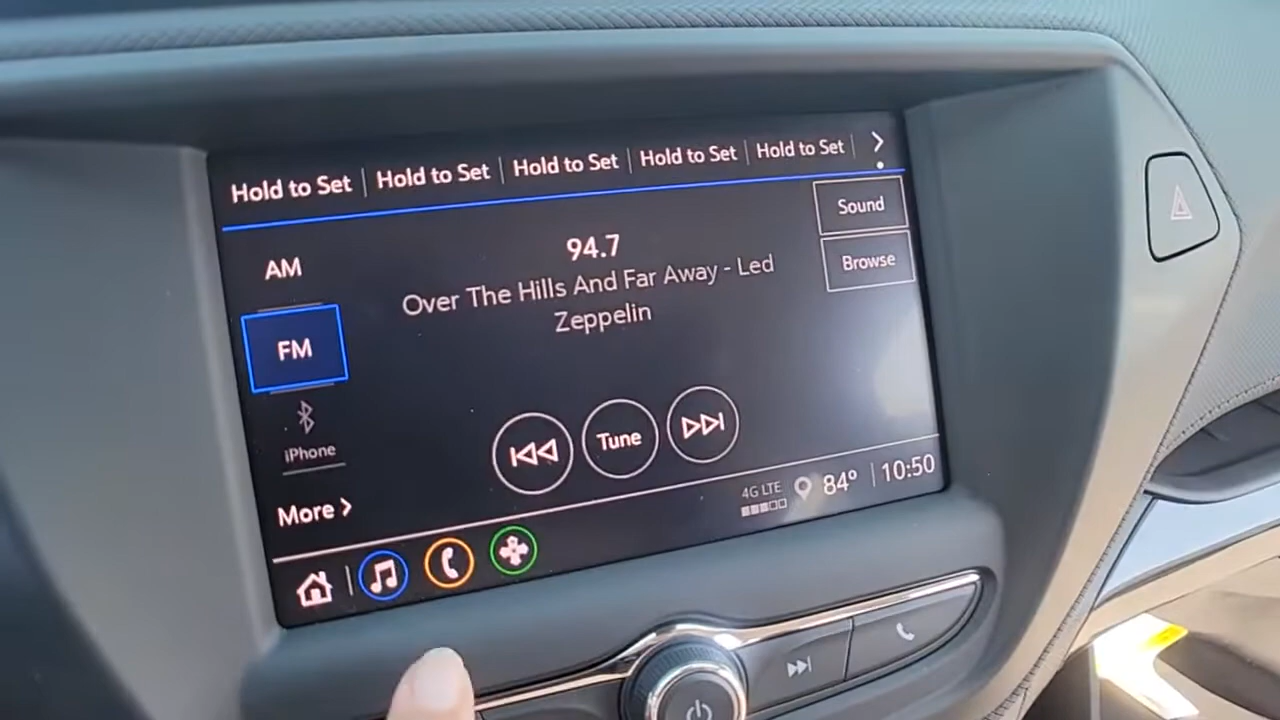 Hold to Set Hold to Set Hold to Set Hold to Set Hold to Set
Sound
AM
94.7
Over The Hills And Far Away - Led
Zeppelin
Browse
FM
iPhone
Tune
More
4G LTE
84° 10:50